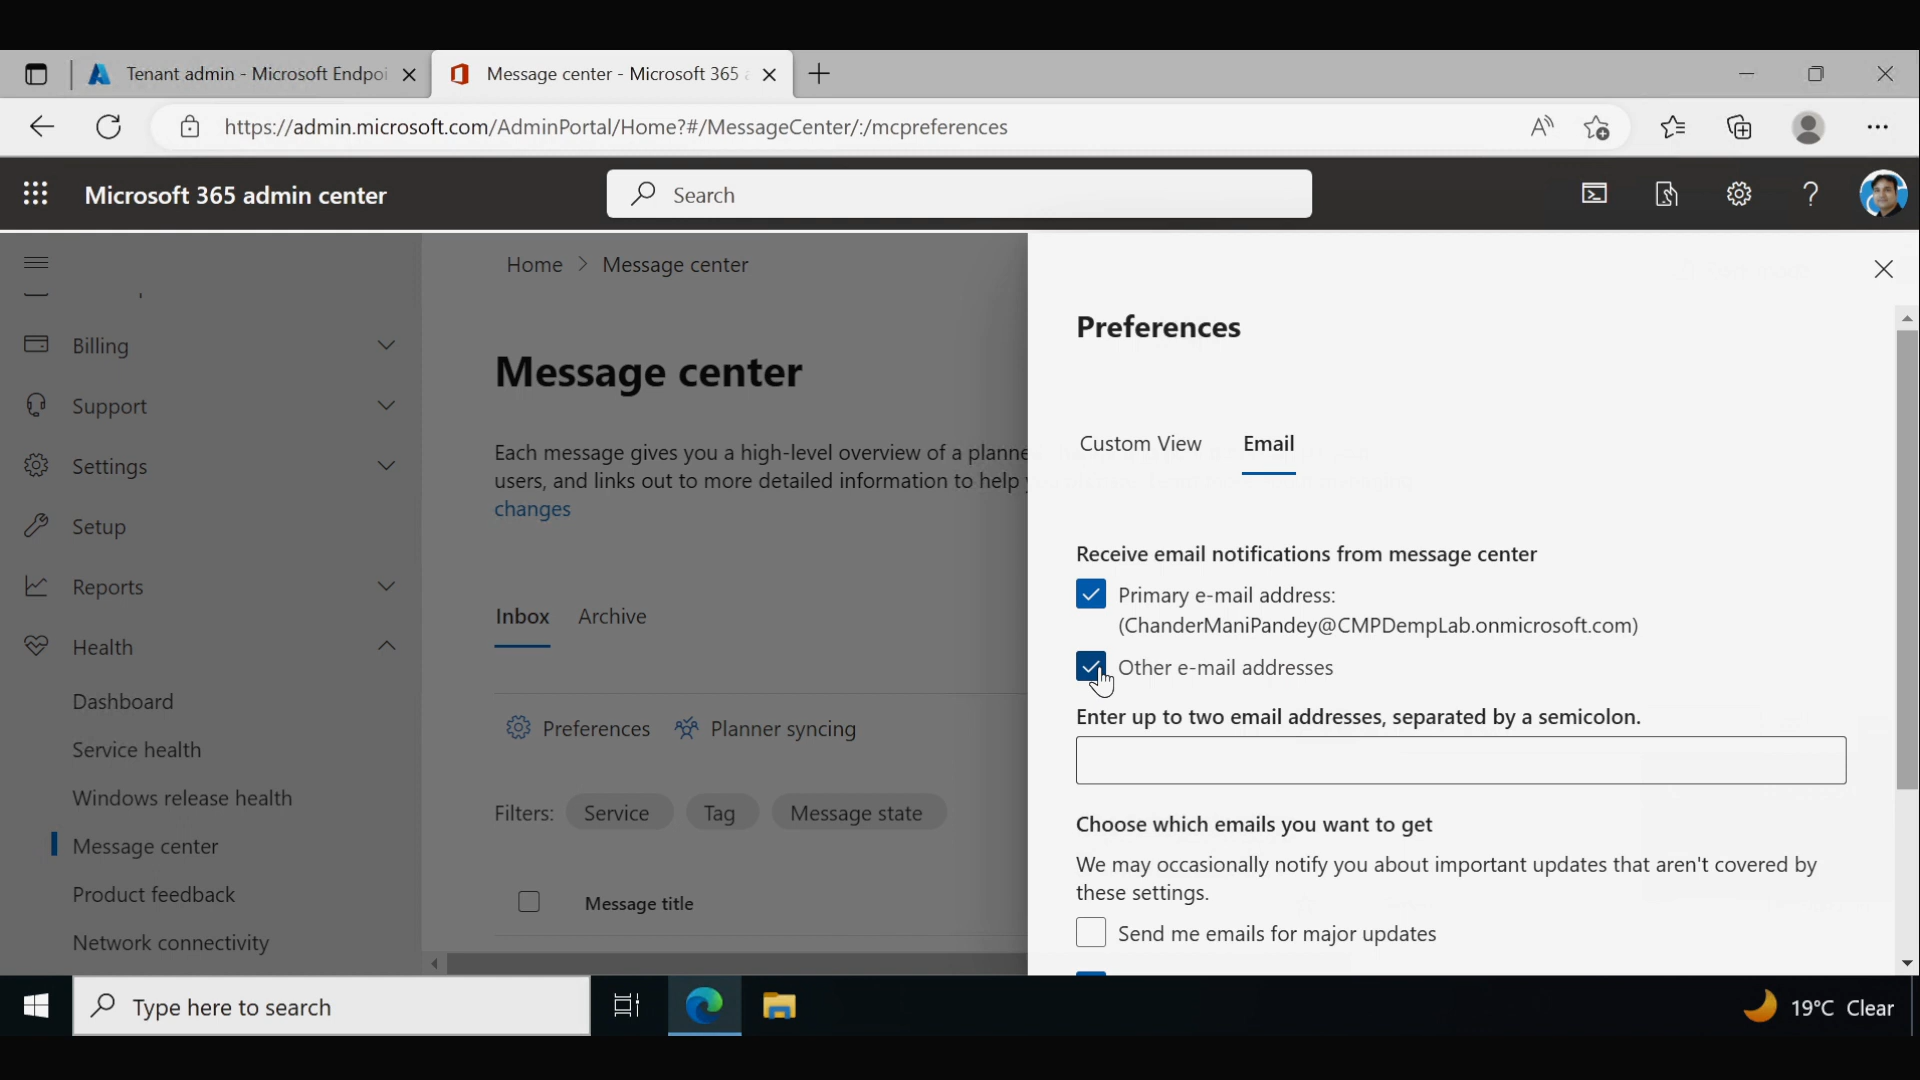 Tenant admin - Microsoft Endpoi
Message center - Microsoft 365
https://admin.microsoft.com/AdminPortal/Home?#/MessageCenter/:/mcpreferences
Microsoft 365 admin center
Search
Billing
Support
Settings
Setup
Reports
Health
Dashboard
Service health
Windows release health
Message center
Product feedback
Network connectivity
Home > Message center
Message center
Each message gives you a high-level overview of a planne
users, and links out to more detailed information to help
changes
Inbox Archive
Preferences Planner syncing
Filters: Service Tag Message state
Message title
Preferences
Custom View Email
Receive email notifications from message center
Primary e-mail address:
(ChanderManiPandey@CMPDempLab.onmicrosoft.com)
Other e-mail addresses
Enter up to two email addresses, separated by a semicolon.
Choose which emails you want to get
We may occasionally notify you about important updates that aren't covered by
these settings.
Send me emails for major updates
Type here to search
19°C Clear